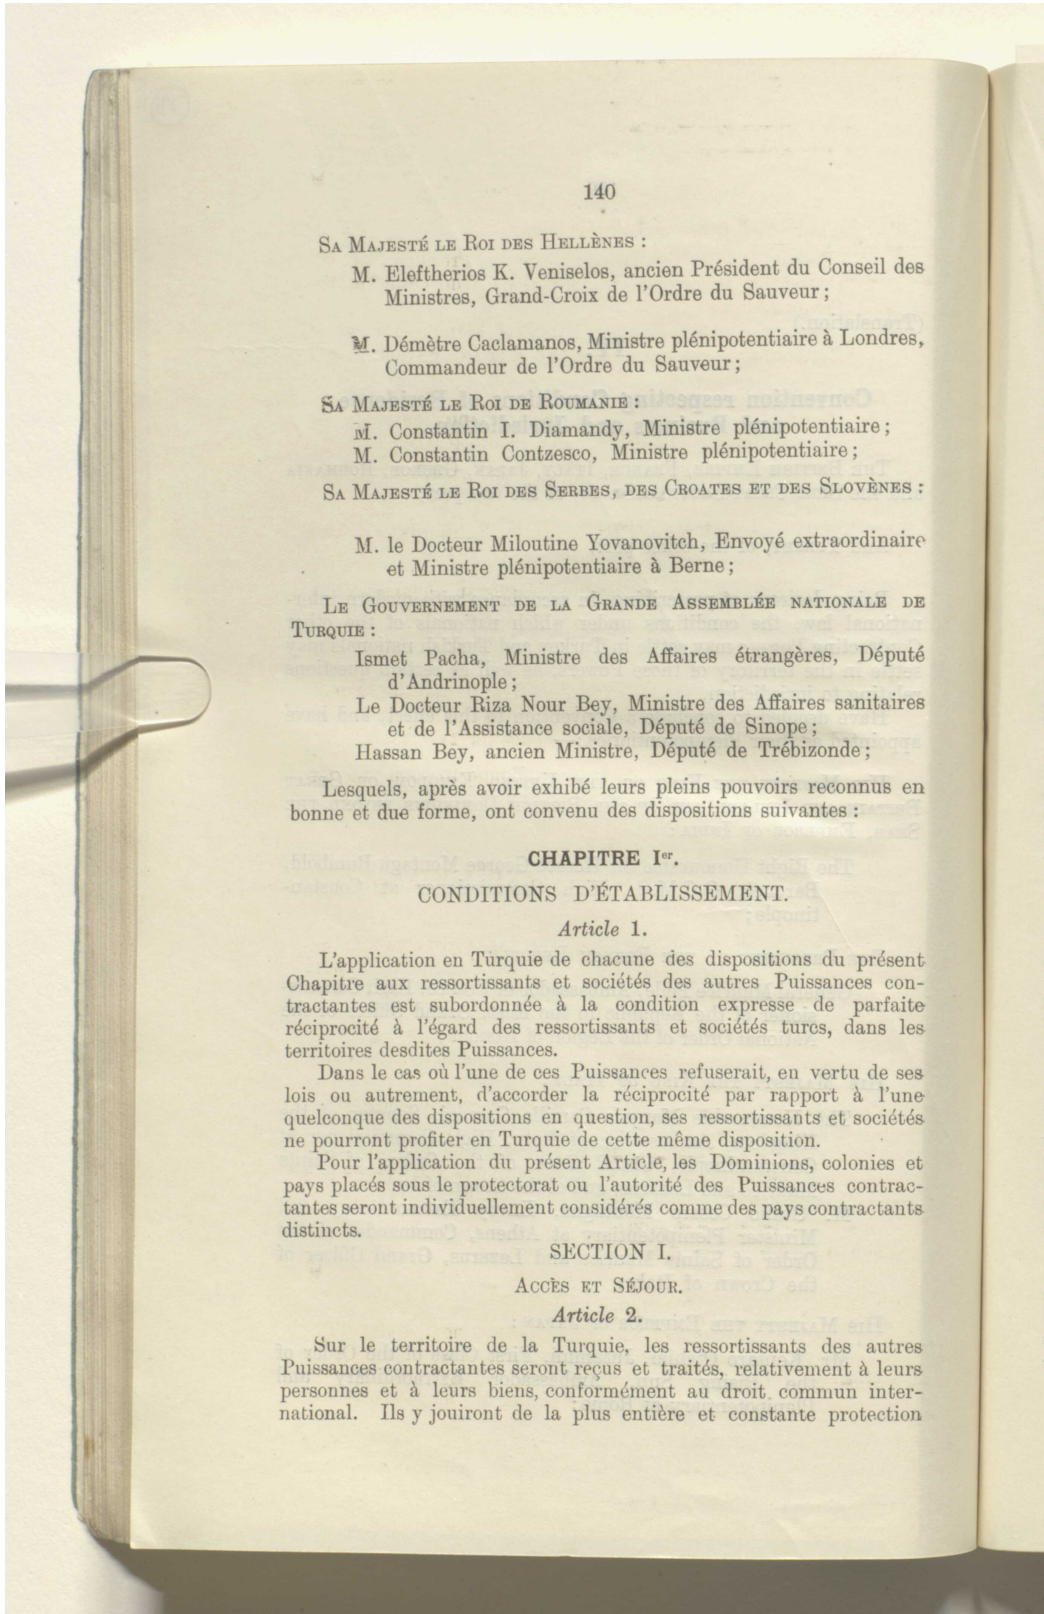 140
SA MAJESTÉ LE ROI DES HELLÈNES :
M. Eleftherios K. Veniselos, ancien Président du Conseil des
Ministres, Grand-Croix de l'Ordre du Sauveur ;
M. Démètre Caclamanos, Ministre plénipotentiaire à Londres,
Commandeur de l'Ordre du Sauveur ;
SA MAJESTÉ LE ROI DE ROUMANIE :
M. Constantin I. Diamandy, Ministre plénipotentiaire ;
M. Constantin Contzesco, Ministre plénipotentiaire ;
SA MAJESTÉ LE ROI DES SERBES, DES CROATES ET DES SLOVÈNES :
M. le Docteur Miloutine Yovanovitch, Envoyé extraordinaire
et Ministre plénipotentiaire à Berne ;
LE GOUVERNEMENT DE LA GRANDE ASSEMBLÉE NATIONALE DE
TURQUIE :
Ismet Pacha, Ministre des Affaires étrangères, Député
d'Andrinople ;
Le Docteur Riza Nour Bey, Ministre des Affaires sanitaires
et de l'Assistance sociale, Député de Sinope ;
Hassan Bey, ancien Ministre, Député de Trébizonde ;
Lesquels, après avoir exhibé leurs pleins pouvoirs reconnus en
bonne et due forme, ont convenu des dispositions suivantes :
CHAPITRE Ier.
CONDITIONS D'ÉTABLISSEMENT.
Article 1.
L'application en Turquie de chacune des dispositions du présent
Chapitre aux ressortissants et sociétés des autres Puissances con-
tractantes est subordonnée à la condition expresse de parfaite
réciprocité à l'égard des ressortissants et sociétés turcs, dans les
territoires desdites Puissances.
Dans le cas où l'une de ces Puissances refuserait, en vertu de ses
lois ou autrement, d'accorder la réciprocité par rapport à l'une
quelconque des dispositions en question, ses ressortissants et sociétés
ne pourront profiter en Turquie de cette même disposition.
Pour l'application du présent Article, les Dominions, colonies et
pays placés sous le protectorat ou l'autorité des Puissances contrac-
tantes seront individuellement considérés comme des pays contractants
distincts.
SECTION I.
ACCÈS ET SÉJOUR.
Article 2.
Sur le territoire de la Turquie, les ressortissants des autres
Puissances contractantes seront reçus et traités, relativement à leurs
personnes et à leurs biens, conformément au droit commun inter-
national. Ils y jouiront de la plus entière et constante protection